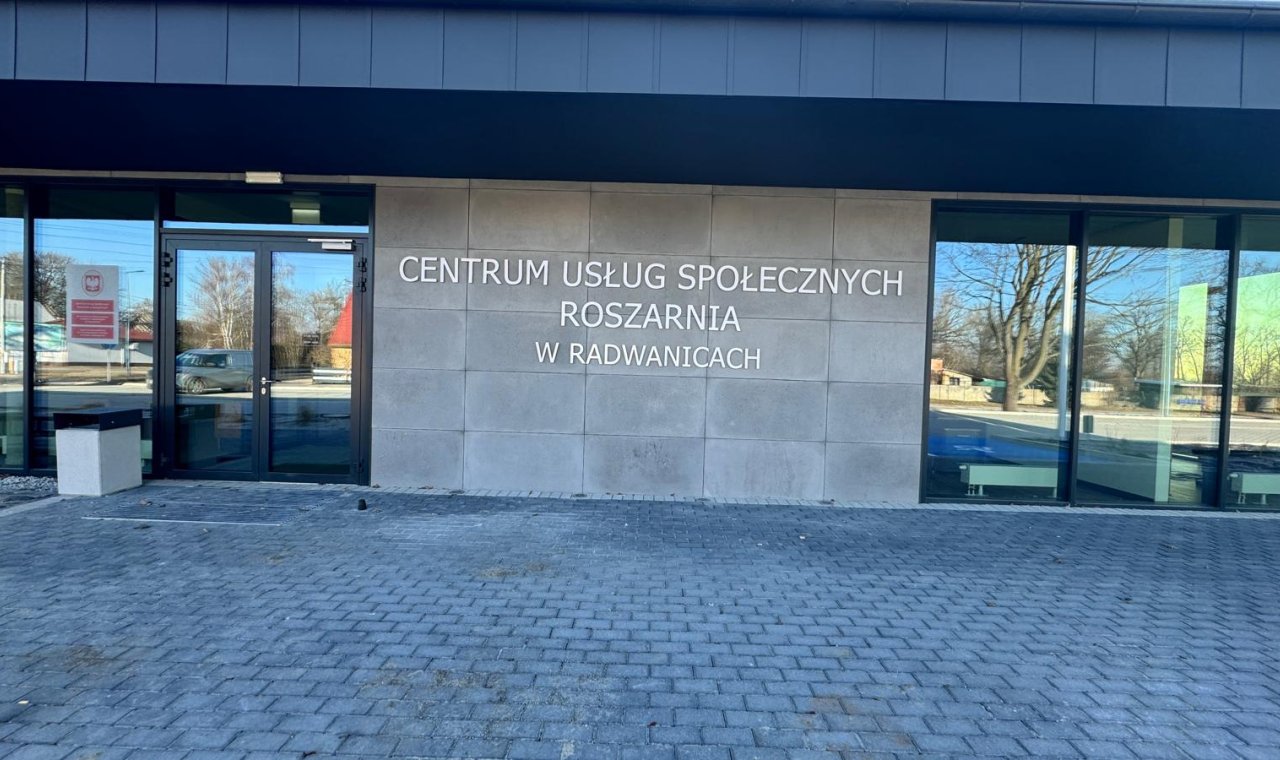 CENTRUM USŁUG SPOŁECZNYCH
ROSZARNIA
W RADWANICACH